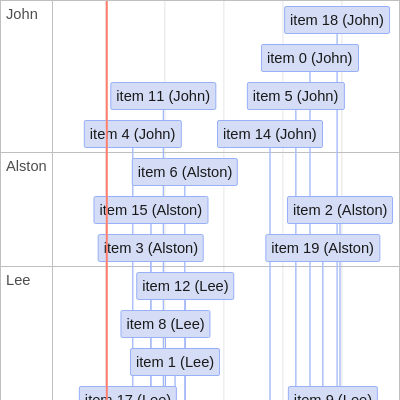 John
item 18 (John)
item 0 (John)
item 11 (John)
item 5 (John)
item 4 (John)
item 14 (John)
Alston
item 6 (Alston)
item 15 (Alston)
item 2 (Alston)
item 3 (Alston)
item 19 (Alston)
Lee
item 12 (Lee)
item 8 (Lee)
item 1 (Lee)
item 17 (Lee)
item 9 (Lee)